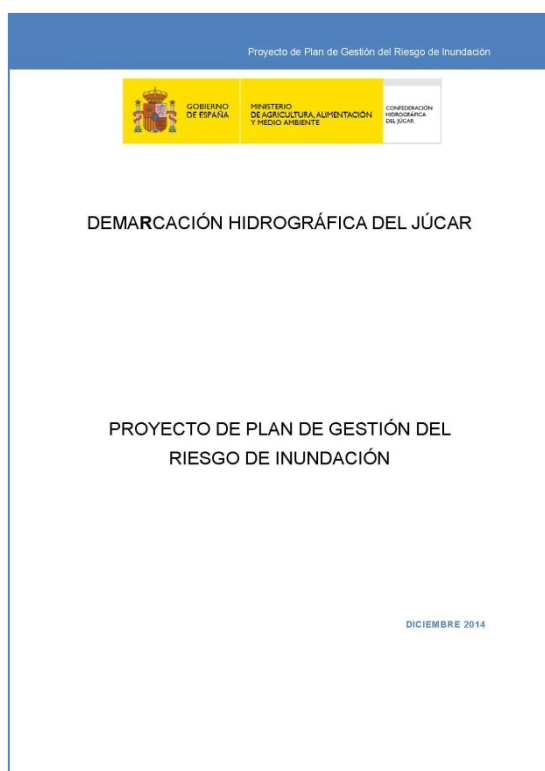 Proyecto de Plan de Gestión del Riesgo de Inundación
GOBIERNO
DE ESPAÑA
MINISTERIO
DE AGRICULTURA, ALIMENTACIÓN
Y MEDIO AMBIENTE
CONFEDERACIÓN
HIDROGRÁFICA
DEL JÚCAR
DEMARCACIÓN HIDROGRÁFICA DEL JÚCAR
PROYECTO DE PLAN DE GESTIÓN DEL
RIESGO DE INUNDACIÓN
DICIEMBRE 2014